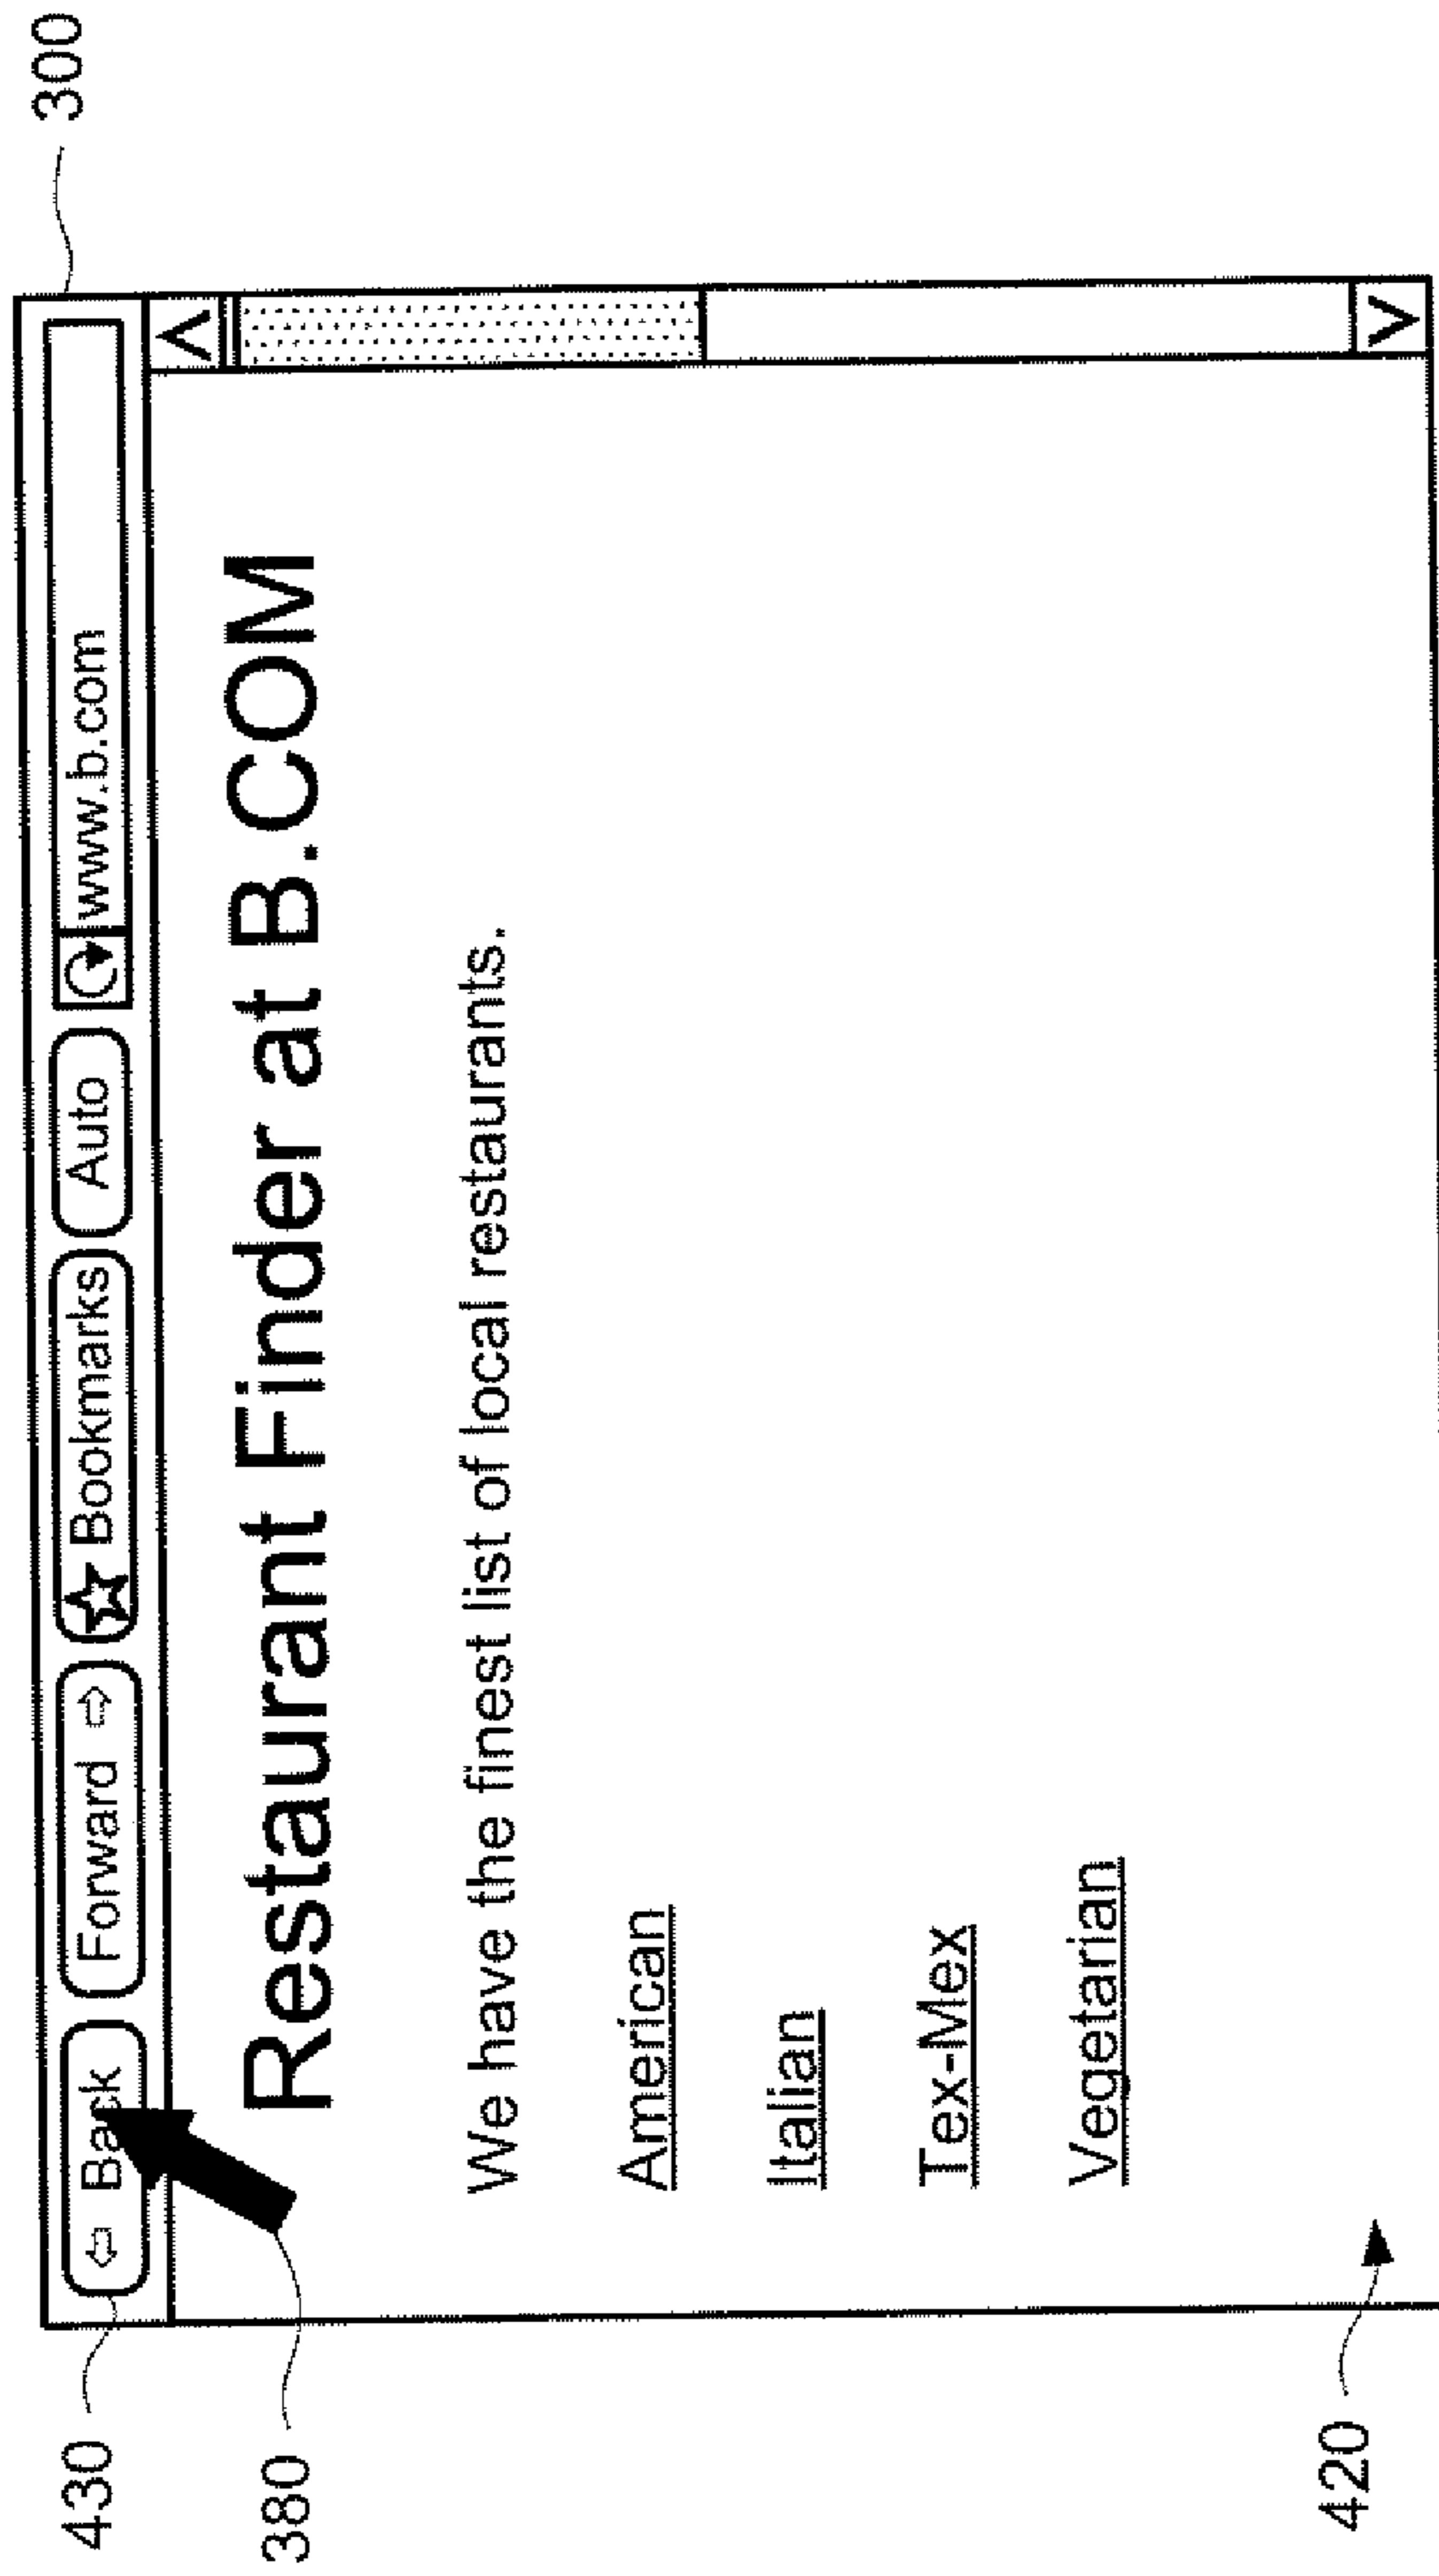 300
430 Back Forward Bookmarks Auto www.b.com
380
Restaurant Finder at B.COM
We have the finest list of local restaurants.
American
Italian
Tex-Mex
Vegetarian
420